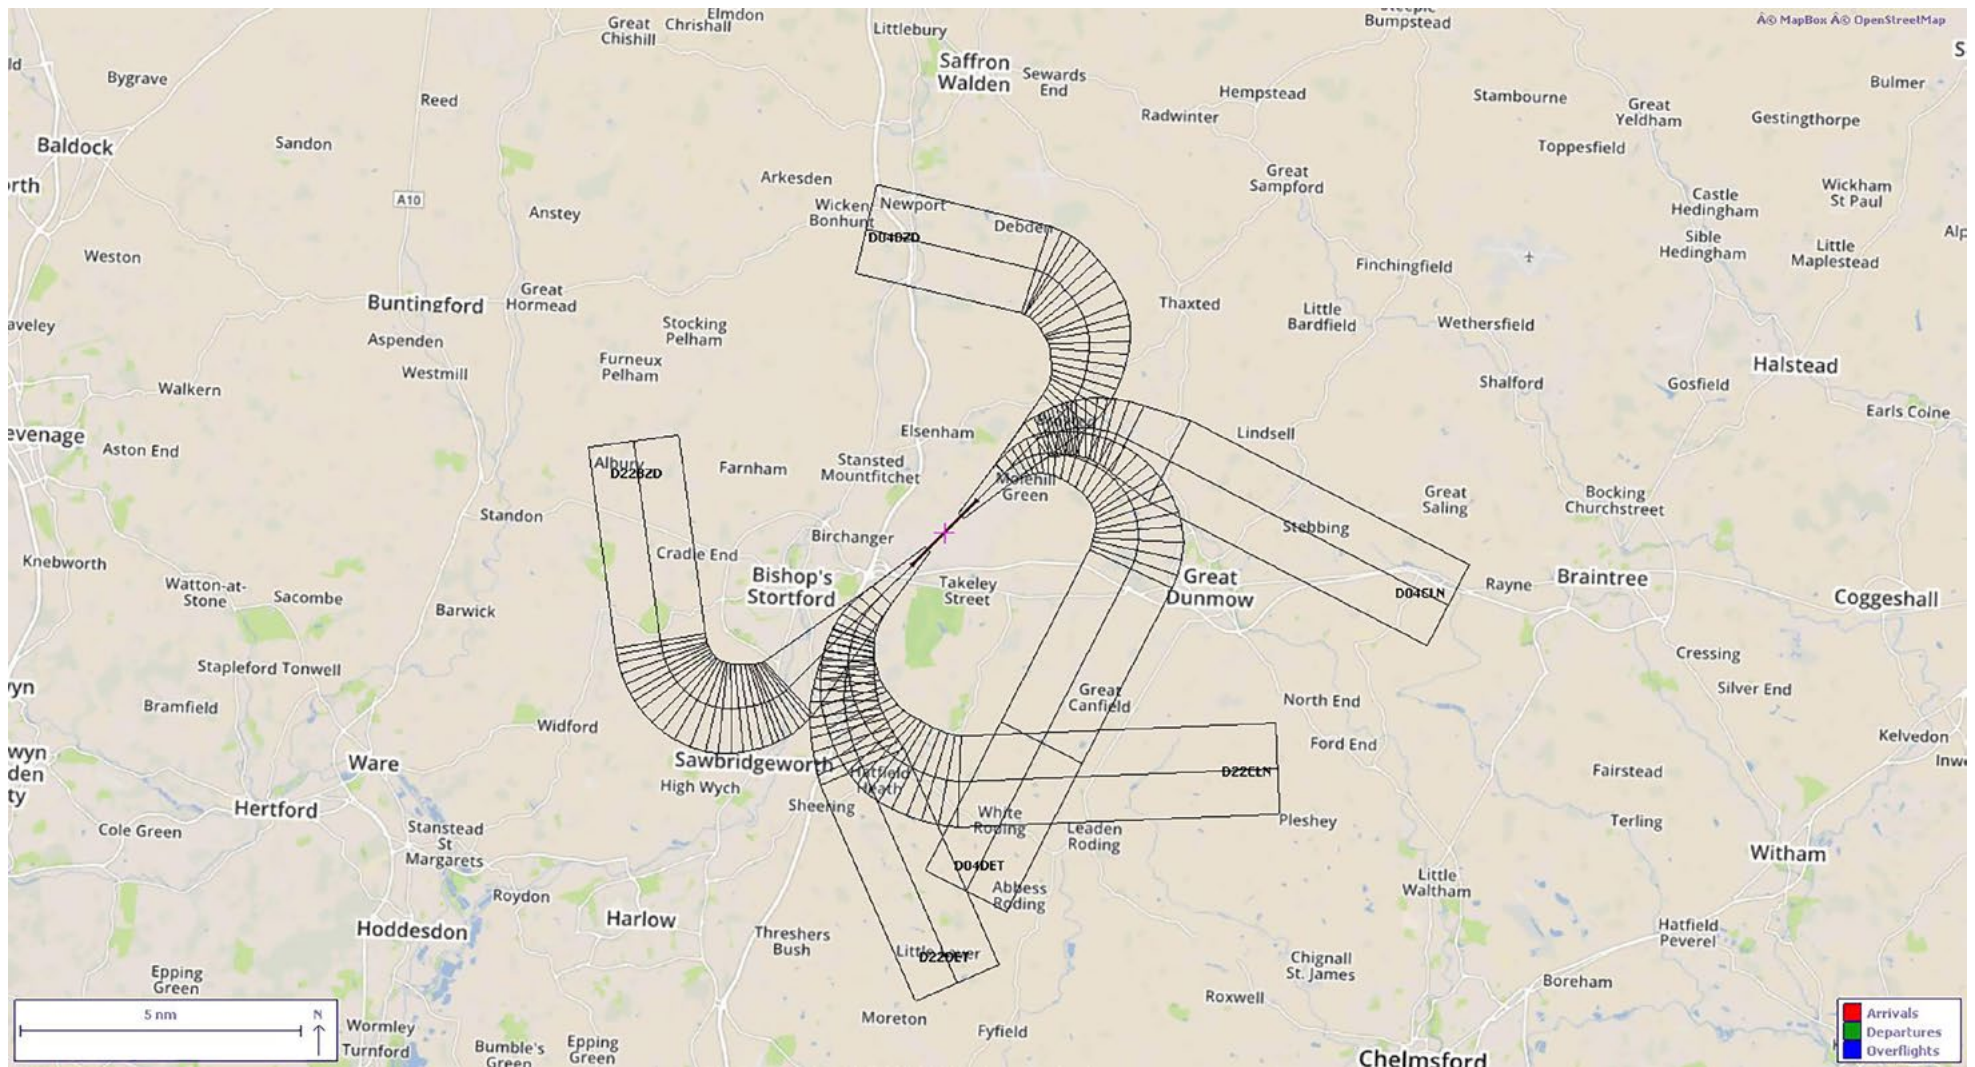 Elmdon
Great
Chishill
Chrishall
Littlebury
Bumpstead
Â© MapBox Â© OpenStreetMap
Saffron
Walden
Sewards
End
Bygrave
Reed
Hempstead
Radwinter
Stambourne
Great
Yeldham
Bulmer
Gestingthorpe
Baldock
Sandon
Toppesfield
Arkesden
Great
Sampford
Castle
Hedingham
Wickham
St Paul
A10
Anstey
Wicken
Bonhunt
Newport
Debden
D04BZD
Sible
Hedingham
Little
Maplestead
Weston
Finchingfield
Buntingford
Great
Hormead
Thaxted
Little
Bardfield
Wethersfield
Aspenden
Stocking
Pelham
Furneux
Pelham
Westmill
Walkern
Halstead
Shalford
Gosfield
Earls Colne
Aston End
Elsenham
Lindsell
Albury
D22BZD
Farnham
Stansted
Mountfitchet
Molehill
Green
Great
Saling
Bocking
Churchstreet
Standon
Stebbing
Birchanger
Cradle End
Knebworth
Bishop's
Stortford
Takeley
Street
Great
Dunmow
D04CLN
Rayne
Braintree
Coggeshall
Watton-at-
Stone
Sacombe
Barwick
Stapleford
Tonwell
Cressing
Silver End
Bramfield
Widford
Great
Canfield
North End
Ford End
Kelvedon
Ware
Sawbridgeworth
High Wych
Hatfield
Heath
D22CLN
Fairstead
Hertford
Sheering
White
Roding
Leaden
Roding
Pleshey
Terling
Cole Green
Stanstead
St
Margarets
D04DET
Abbess
Roding
Little
Waltham
Witham
Roydon
Harlow
Hoddesdon
Threshers
Bush
D22DET
Hatfield
Peverel
Epping
Green
Chignall
St. James
Boreham
Roxwell
Moreton
Fyfield
5 nm
N
Wormley
Turnford
Bumble's
Green
Epping
Green
Chelmsford
Arrivals
Departures
Overflights